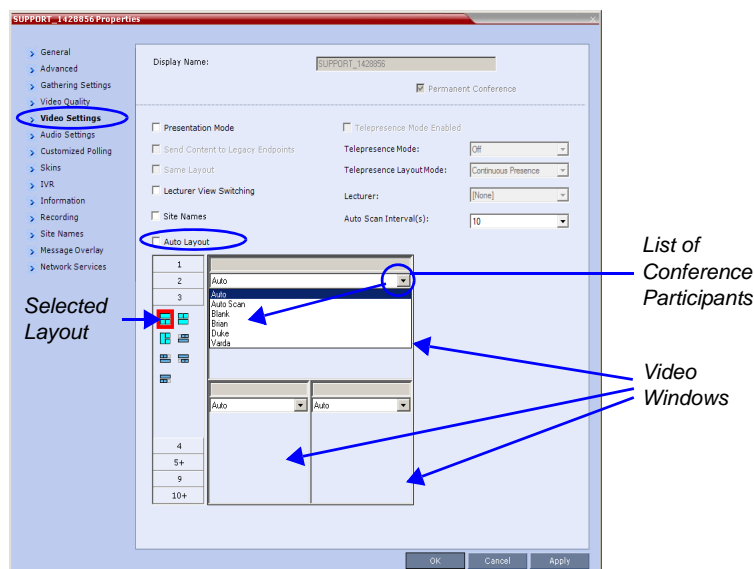 SUPPORT_1428856 Properties
General
Advanced
Gathering Settings
Video Quality
Video Settings
Audio Settings
Customized Polling
Skins
IVR
Information
Recording
Site Names
Message Overlay
Network Services
Display Name:
SUPPORT_1428856
Permanent Conference
Presentation Mode
Send Content to Legacy Endpoints
Same Layout
Lecturer View Switching
Site Names
Auto Layout
Telepresence Mode Enabled
Telepresence Mode:
Off
Telepresence LayoutMode:
Continuous Presence
Lecturer:
[None]
Auto Scan Interval(s):
10
1
2
3
4
5+
9
10+
Auto
Auto
Auto Scan
Blank
Brian
Duke
Varda
Auto
Auto
Selected
Layout
List of
Conference
Participants
Video
Windows
OK
Cancel
Apply